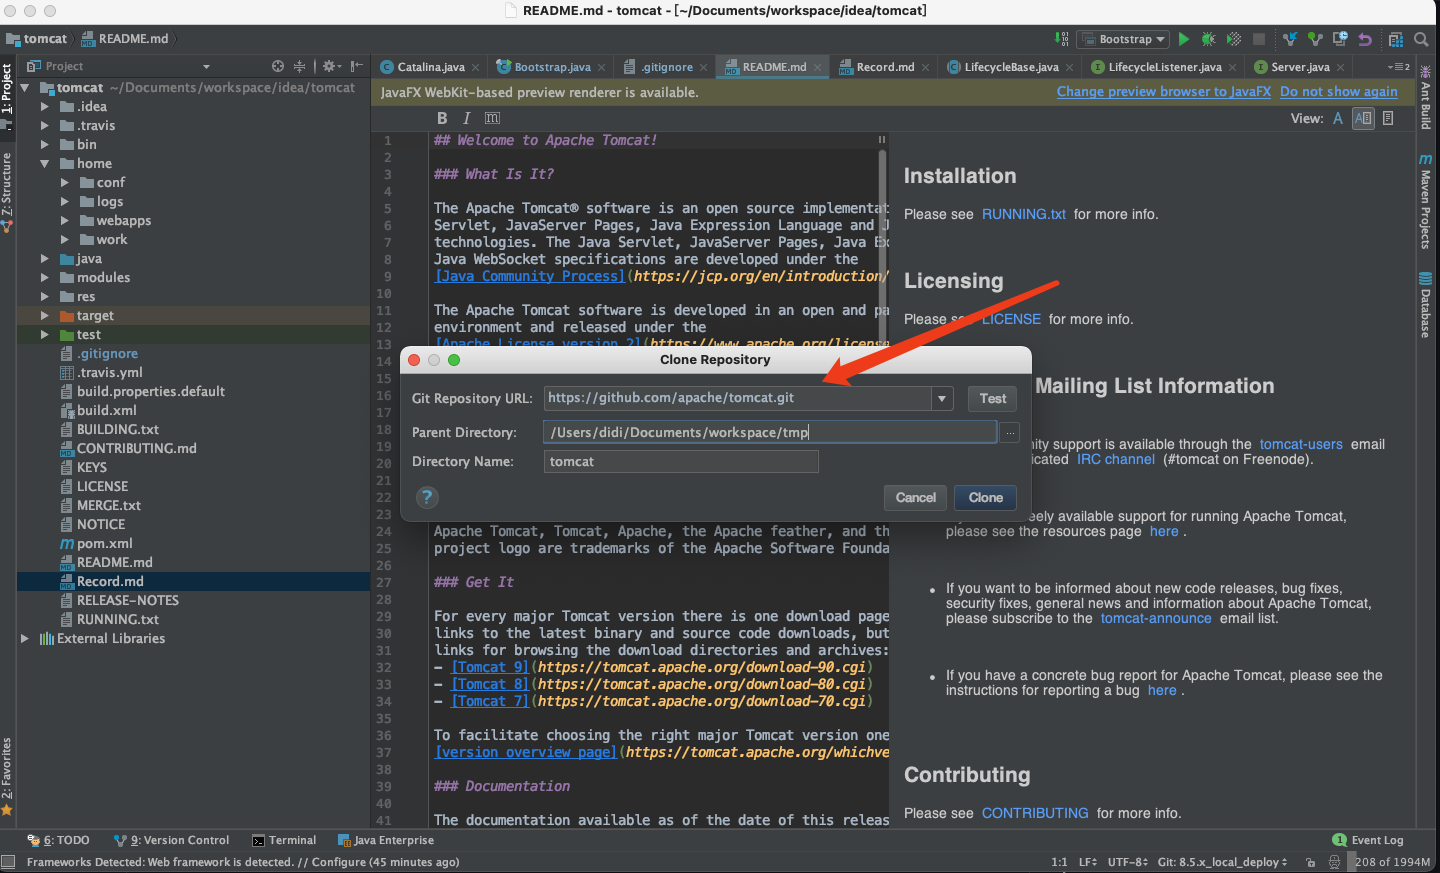 README.md - tomcat - [~/Documents/workspace/idea/tomcat]
tomcat README.md
Bootstrap
1: Project
Z: Structure
2: Favorites
Project
tomcat ~/Documents/workspace/idea/tomcat
.idea
.travis
bin
home
conf
logs
webapps
work
java
modules
res
target
test
.gitignore
.travis.yml
build.properties.default
build.xml
BUILDING.txt
CONTRIBUTING.md
KEYS
LICENSE
MERGE.txt
NOTICE
pom.xml
README.md
Record.md
RELEASE-NOTES
RUNNING.txt
External Libraries
Catalina.java Bootstrap.java .gitignore README.md Record.md LifecycleBase.java LifecycleListener.java Server.java
JavaFX WebKit-based preview renderer is available. Change preview browser to JavaFX Do not show again
B I m View: A
1 ## Welcome to Apache Tomcat!
2
3 ### What Is It?
4
5 The Apache Tomcat® software is an open source implementat
6 Servlet, JavaServer Pages, Java Expression Language and J
7 technologies. The Java Servlet, JavaServer Pages, Java Ex
8 Java WebSocket specifications are developed under the
9 [Java Community Process](https://jcp.org/en/introduction/
10
11 The Apache Tomcat software is developed in an open and pa
12 environment and released under the
13 [Apache License version 2](https://www.apache.org/license
14
15
16
17
18
19
20
21
22
23
24 Apache Tomcat, Tomcat, Apache, the Apache feather, and th
25 project logo are trademarks of the Apache Software Founda
26
27 ### Get It
28
29 For every major Tomcat version there is one download page
30 links to the latest binary and source code downloads, but
31 links for browsing the download directories and archives:
32 - [Tomcat 9](https://tomcat.apache.org/download-90.cgi)
33 - [Tomcat 8](https://tomcat.apache.org/download-80.cgi)
34 - [Tomcat 7](https://tomcat.apache.org/download-70.cgi)
35
36 To facilitate choosing the right major Tomcat version one
37 [version overview page](https://tomcat.apache.org/whichve
38
39 ### Documentation
40
41 The documentation available as of the date of this releas
Clone Repository
Git Repository URL: https://github.com/apache/tomcat.git Test
Parent Directory: /Users/didi/Documents/workspace/tmp ...
Directory Name: tomcat
? Cancel Clone
Installation
Please see RUNNING.txt for more info.
Licensing
Please see LICENSE for more info.
Mailing List Information
ity support is available through the tomcat-users email
icated IRC channel (#tomcat on Freenode).
eely available support for running Apache Tomcat,
please see the resources page here .
• If you want to be informed about new code releases, bug fixes,
security fixes, general news and information about Apache Tomcat,
please subscribe to the tomcat-announce email list.
• If you have a concrete bug report for Apache Tomcat, please see the
instructions for reporting a bug here .
Contributing
Please see CONTRIBUTING for more info.
Ant Build
Maven Projects
Database
6: TODO 9: Version Control Terminal Java Enterprise 1 Event Log
Frameworks Detected: Web framework is detected. // Configure (45 minutes ago) 1:1 LF UTF-8 Git: 8.5.x_local_deploy 208 of 1994M